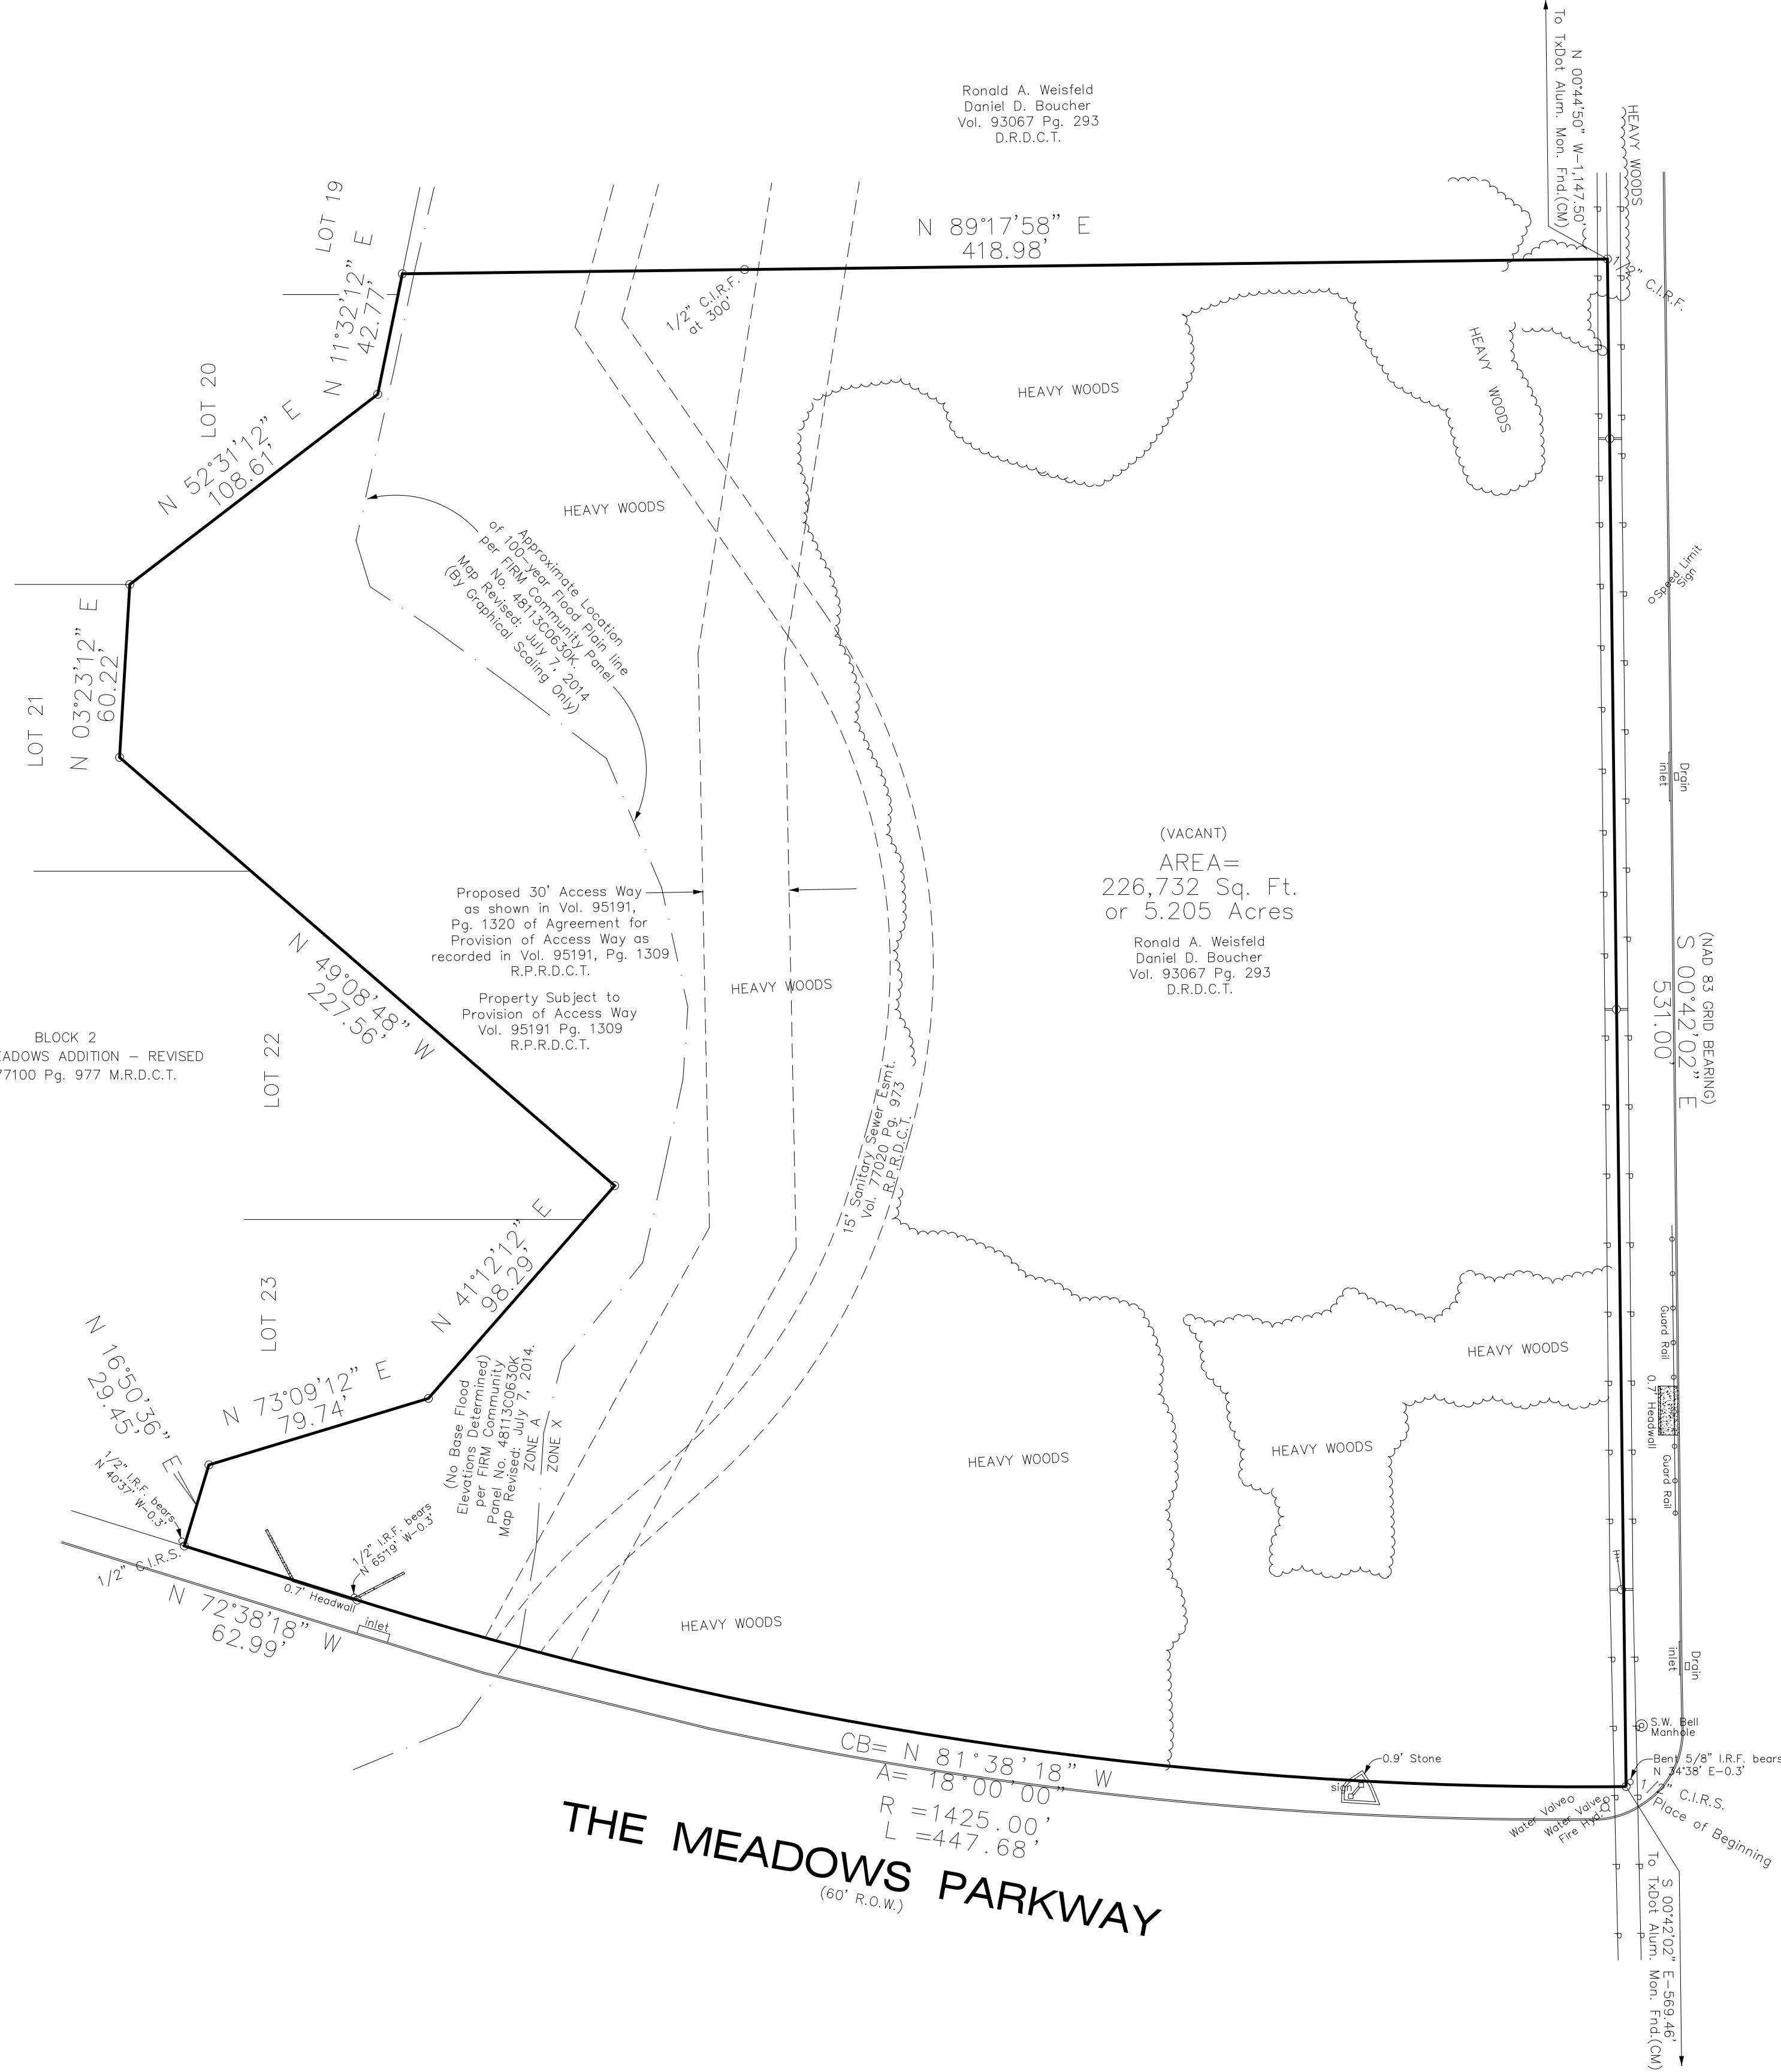 N 00°44'50" W-1,147.50'
To TxDot Alum. Mon. Fnd.(CM)
HEAVY WOODS
Ronald A. Weisfeld
Daniel D. Boucher
Vol. 93067 Pg. 293
D.R.D.C.T.
LOT 19
N 11°32'12" E
42.77'
N 89°17'58" E
418.98'
1/2" C.I.R.F.
at 300'
1/2" C.I.R.F.
LOT 20
N 52°31'12" E
108.61'
HEAVY WOODS
HEAVY WOODS
HEAVY WOODS
Approximate Location
of 100-year Flood Plain line
per FIRM Community Panel
No. 48113C0630K.
Map Revised: July 7, 2014
(By Graphical Scaling Only)
Speed Limit
Sign
LOT 21
N 03°23'12" E
60.22'
Drain
inlet
(VACANT)
AREA=
226,732 Sq. Ft.
or 5.205 Acres
Ronald A. Weisfeld
Daniel D. Boucher
Vol. 93067 Pg. 293
D.R.D.C.T.
Proposed 30' Access Way
as shown in Vol. 95191,
Pg. 1320 of Agreement for
Provision of Access Way as
recorded in Vol. 95191, Pg. 1309
R.P.R.D.C.T.
Property Subject to
Provision of Access Way
Vol. 95191 Pg. 1309
R.P.R.D.C.T.
HEAVY WOODS
N 49°08'48" W
227.56'
(NAD 83 GRID BEARING)
S 00°42'02" E
531.00'
BLOCK 2
EADOWS ADDITION – REVISED
77100 Pg. 977 M.R.D.C.T.
LOT 22
15' Sanitary Sewer Esmt.
Vol. 77020 Pg. 973
R.P.R.D.C.T.
N 41°12'12" E
98.29'
LOT 23
Guard Rail
0.7' Headwall
Guard Rail
HEAVY WOODS
HEAVY WOODS
HEAVY WOODS
HEAVY WOODS
N 16°50'36" E
29.45'
N 73°09'12" E
79.74'
(No Base Flood
Elevations Determined)
per FIRM Community
Panel No. 48113C0630K
Map Revised: July 7, 2014.
ZONE A
ZONE X
1/2" I.R.F. bears
N 40°37' W-0.3'
1/2" I.R.F. bears
N 65°19' W-0.3'
1/2" C.I.R.S.
0.7' Headwall
inlet
N 72°38'18" W
62.99'
Drain
inlet
S.W. Bell
Manhole
Bent 5/8" I.R.F. bears
N 34°38' E-0.3'
1/2" C.I.R.S.
Place of Beginning
0.9' Stone
sign
Water Valve
Water Valve
Fire Hyd.
CB= N 81°38'18" W
A= 18°00'00"
R =1425.00'
L =447.68'
THE MEADOWS PARKWAY
(60' R.O.W.)
S 00°42'02" E-569.46'
To TxDot Alum. Mon. Fnd.(CM)